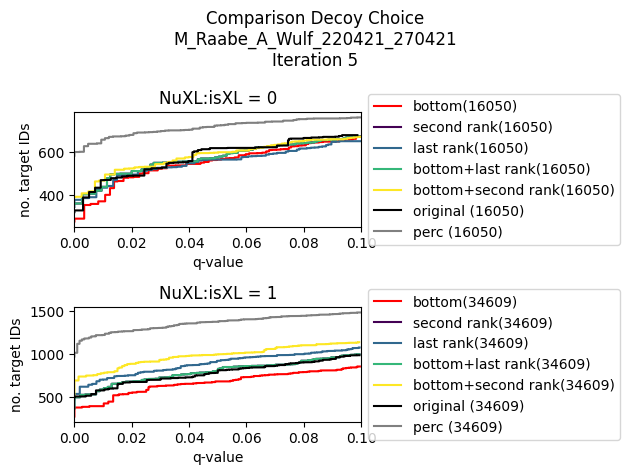 Comparison Decoy Choice
M_Raabe_A_Wulf_220421_270421
Iteration 5
NuXL:isXL = 0
no. target IDs
600
400
0.00 0.02 0.04 0.06 0.08 0.10
q-value
bottom(16050)
second rank(16050)
last rank(16050)
bottom+last rank(16050)
bottom+second rank(16050)
original (16050)
perc (16050)
NuXL:isXL = 1
no. target IDs
1500
1000
500
0.00 0.02 0.04 0.06 0.08 0.10
q-value
bottom(34609)
second rank(34609)
last rank(34609)
bottom+last rank(34609)
bottom+second rank(34609)
original (34609)
perc (34609)